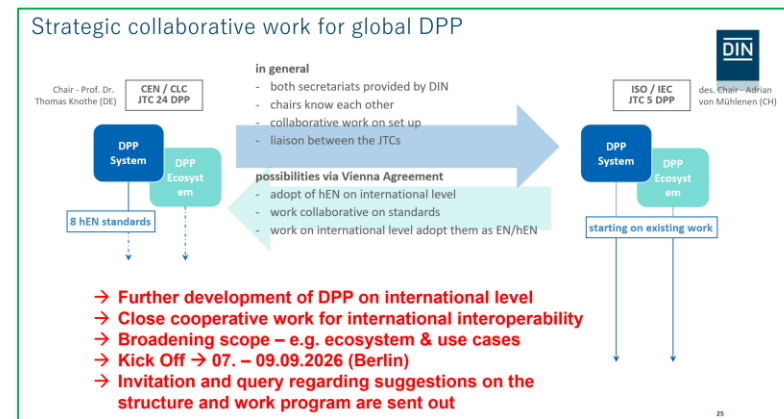 Strategic collaborative work for global DPP
DIN
Chair - Prof. Dr.
Thomas Knothe (DE)
CEN / CLC
JTC 24 DPP
in general
- both secretariats provided by DIN
- chairs know each other
- collaborative work on set up
- liaison between the JTCs
ISO / IEC
JTC 5 DPP
des. Chair - Adrian
von Mühlenen (CH)
DPP
System
DPP
Ecosyst
em
8 hEN standards
possibilities via Vienna Agreement
- adopt of hEN on international level
- work collaborative on standards
- work on international level adopt them as EN/hEN
DPP
System
DPP
Ecosyst
em
starting on existing work
→ Further development of DPP on international level
→ Close cooperative work for international interoperability
→ Broadening scope – e.g. ecosystem & use cases
→ Kick Off → 07. – 09.09.2026 (Berlin)
→ Invitation and query regarding suggestions on the
structure and work program are sent out
25